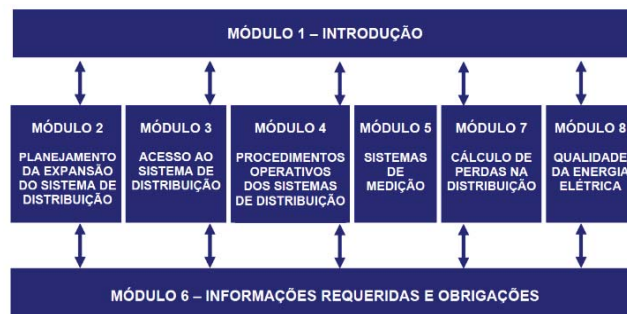 MÓDULO 1 – INTRODUÇÃO
MÓDULO 2
PLANEJAMENTO
DA EXPANSÃO
DO SISTEMA DE
DISTRIBUIÇÃO
MÓDULO 3
ACESSO AO
SISTEMA DE
DISTRIBUIÇÃO
MÓDULO 4
PROCEDIMENTOS
OPERATIVOS
DOS SISTEMAS
DE DISTRIBUIÇÃO
MÓDULO 5
SISTEMAS
DE
MEDIÇÃO
MÓDULO 7
CÁLCULO DE
PERDAS NA
DISTRIBUIÇÃO
MÓDULO 8
QUALIDADE
DA ENERGIA
ELÉTRICA
MÓDULO 6 – INFORMAÇÕES REQUERIDAS E OBRIGAÇÕES